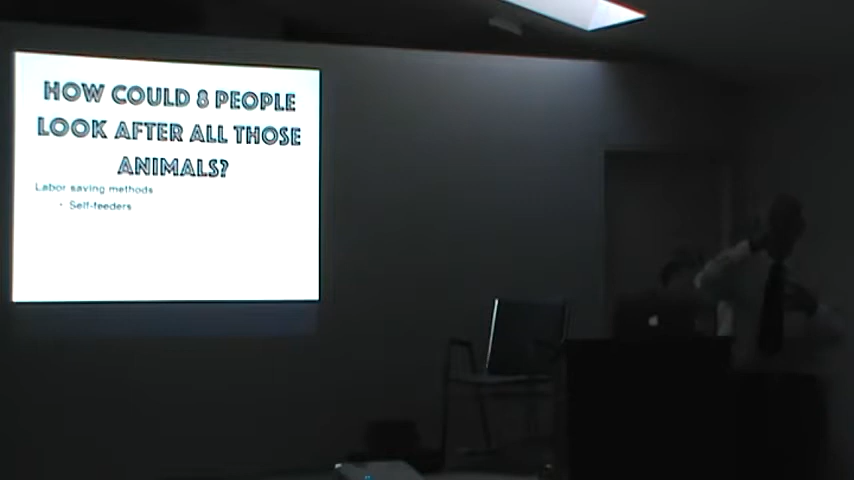 HOW COULD 8 PEOPLE
LOOK AFTER ALL THOSE
ANIMALS?
Labor saving methods
• Self-feeders